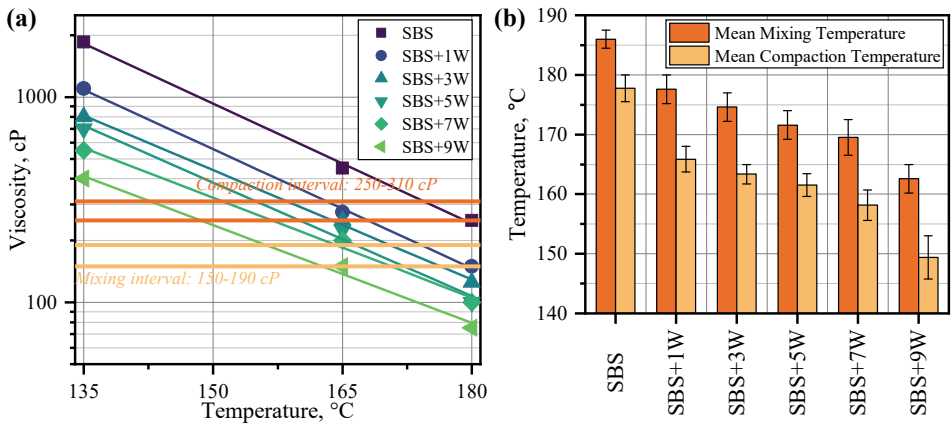 (a)
Viscosity, cP
1000
100
SBS
SBS+1W
SBS+3W
SBS+5W
SBS+7W
SBS+9W
Compaction interval: 250-310 cP
Mixing interval: 150-190 cP
135 150 165 180
Temperature, °C
(b)
Temperature, °C
190
180
170
160
150
140
Mean Mixing Temperature
Mean Compaction Temperature
SBS
SBS+1W
SBS+3W
SBS+5W
SBS+7W
SBS+9W